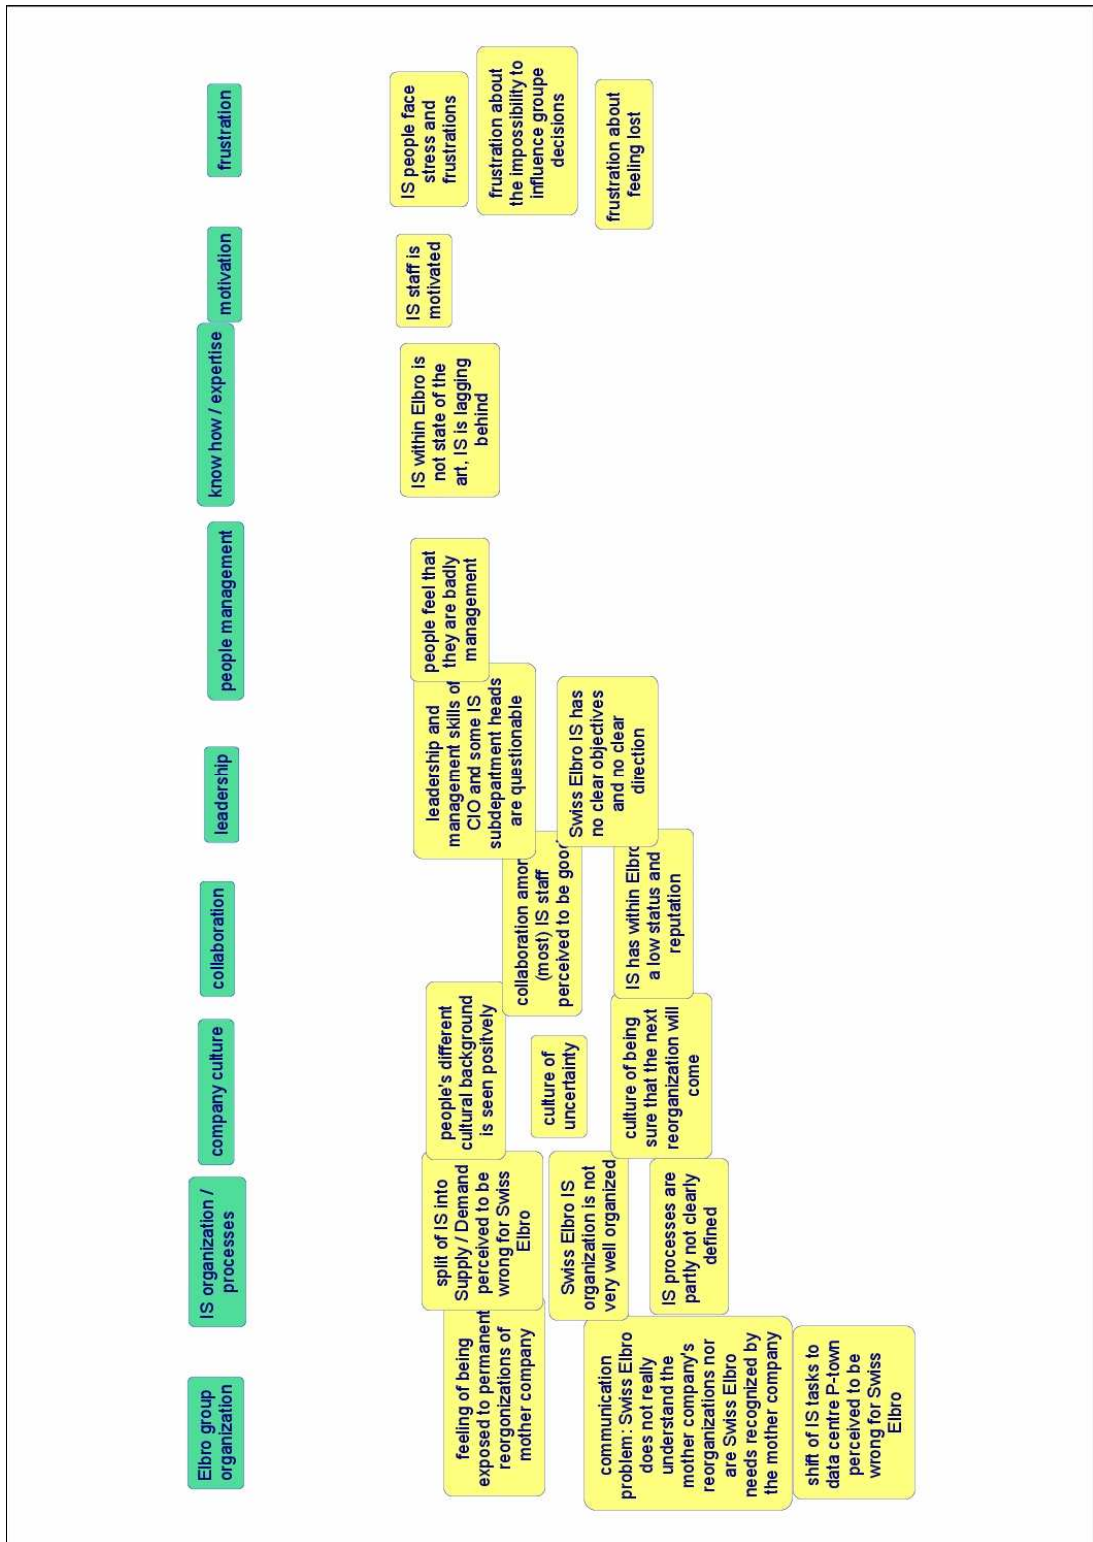 Elbro group
organization
IS organization /
processes
company culture
collaboration
leadership
people management
know how / expertise
motivation
frustration
feeling of being
exposed to permanent
reorgonizations of
mother company
communication
problem: Swiss Elbro
does not really
understand the
mother company's
reorganizations nor
are Swiss Elbro
needs recognized by
the mother company
shift of IS tasks to
data centre P-town
perceived to be
wrong for Swiss
Elbro
split of IS into
Supply / Demand
perceived to be
wrong for Swiss
Elbro
Swiss Elbro IS
organization is not
very well organized
IS processes are
partly not clearly
defined
people's different
cultural background
is seen positvely
culture of
uncertainty
culture of being
sure that the next
reorganization will
come
collaboration amon
(most) IS staff
perceived to be good
IS has within Elbro
a low status and
reputation
leadership and
management skills of
CIO and some IS
subdepartment heads
are questionable
Swiss Elbro IS has
no clear objectives
and no clear
direction
people feel that
they are badly
management
IS within Elbro is
not state of the
art, IS is lagging
behind
IS staff is
motivated
IS people face
stress and
frustrations
frustration about
the impossibility to
influence groupe
decisions
frustration about
feeling lost